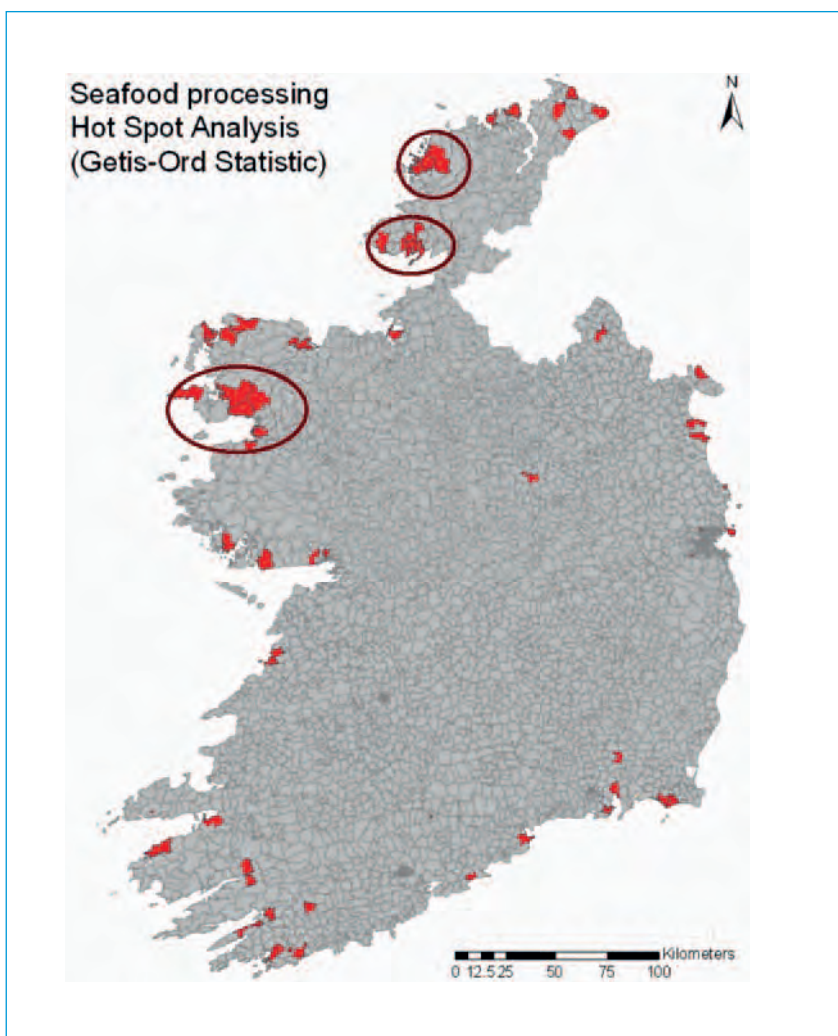 Seafood processing
Hot Spot Analysis
(Getis-Ord Statistic)
N
Kilometers
0 12.5 25 50 75 100